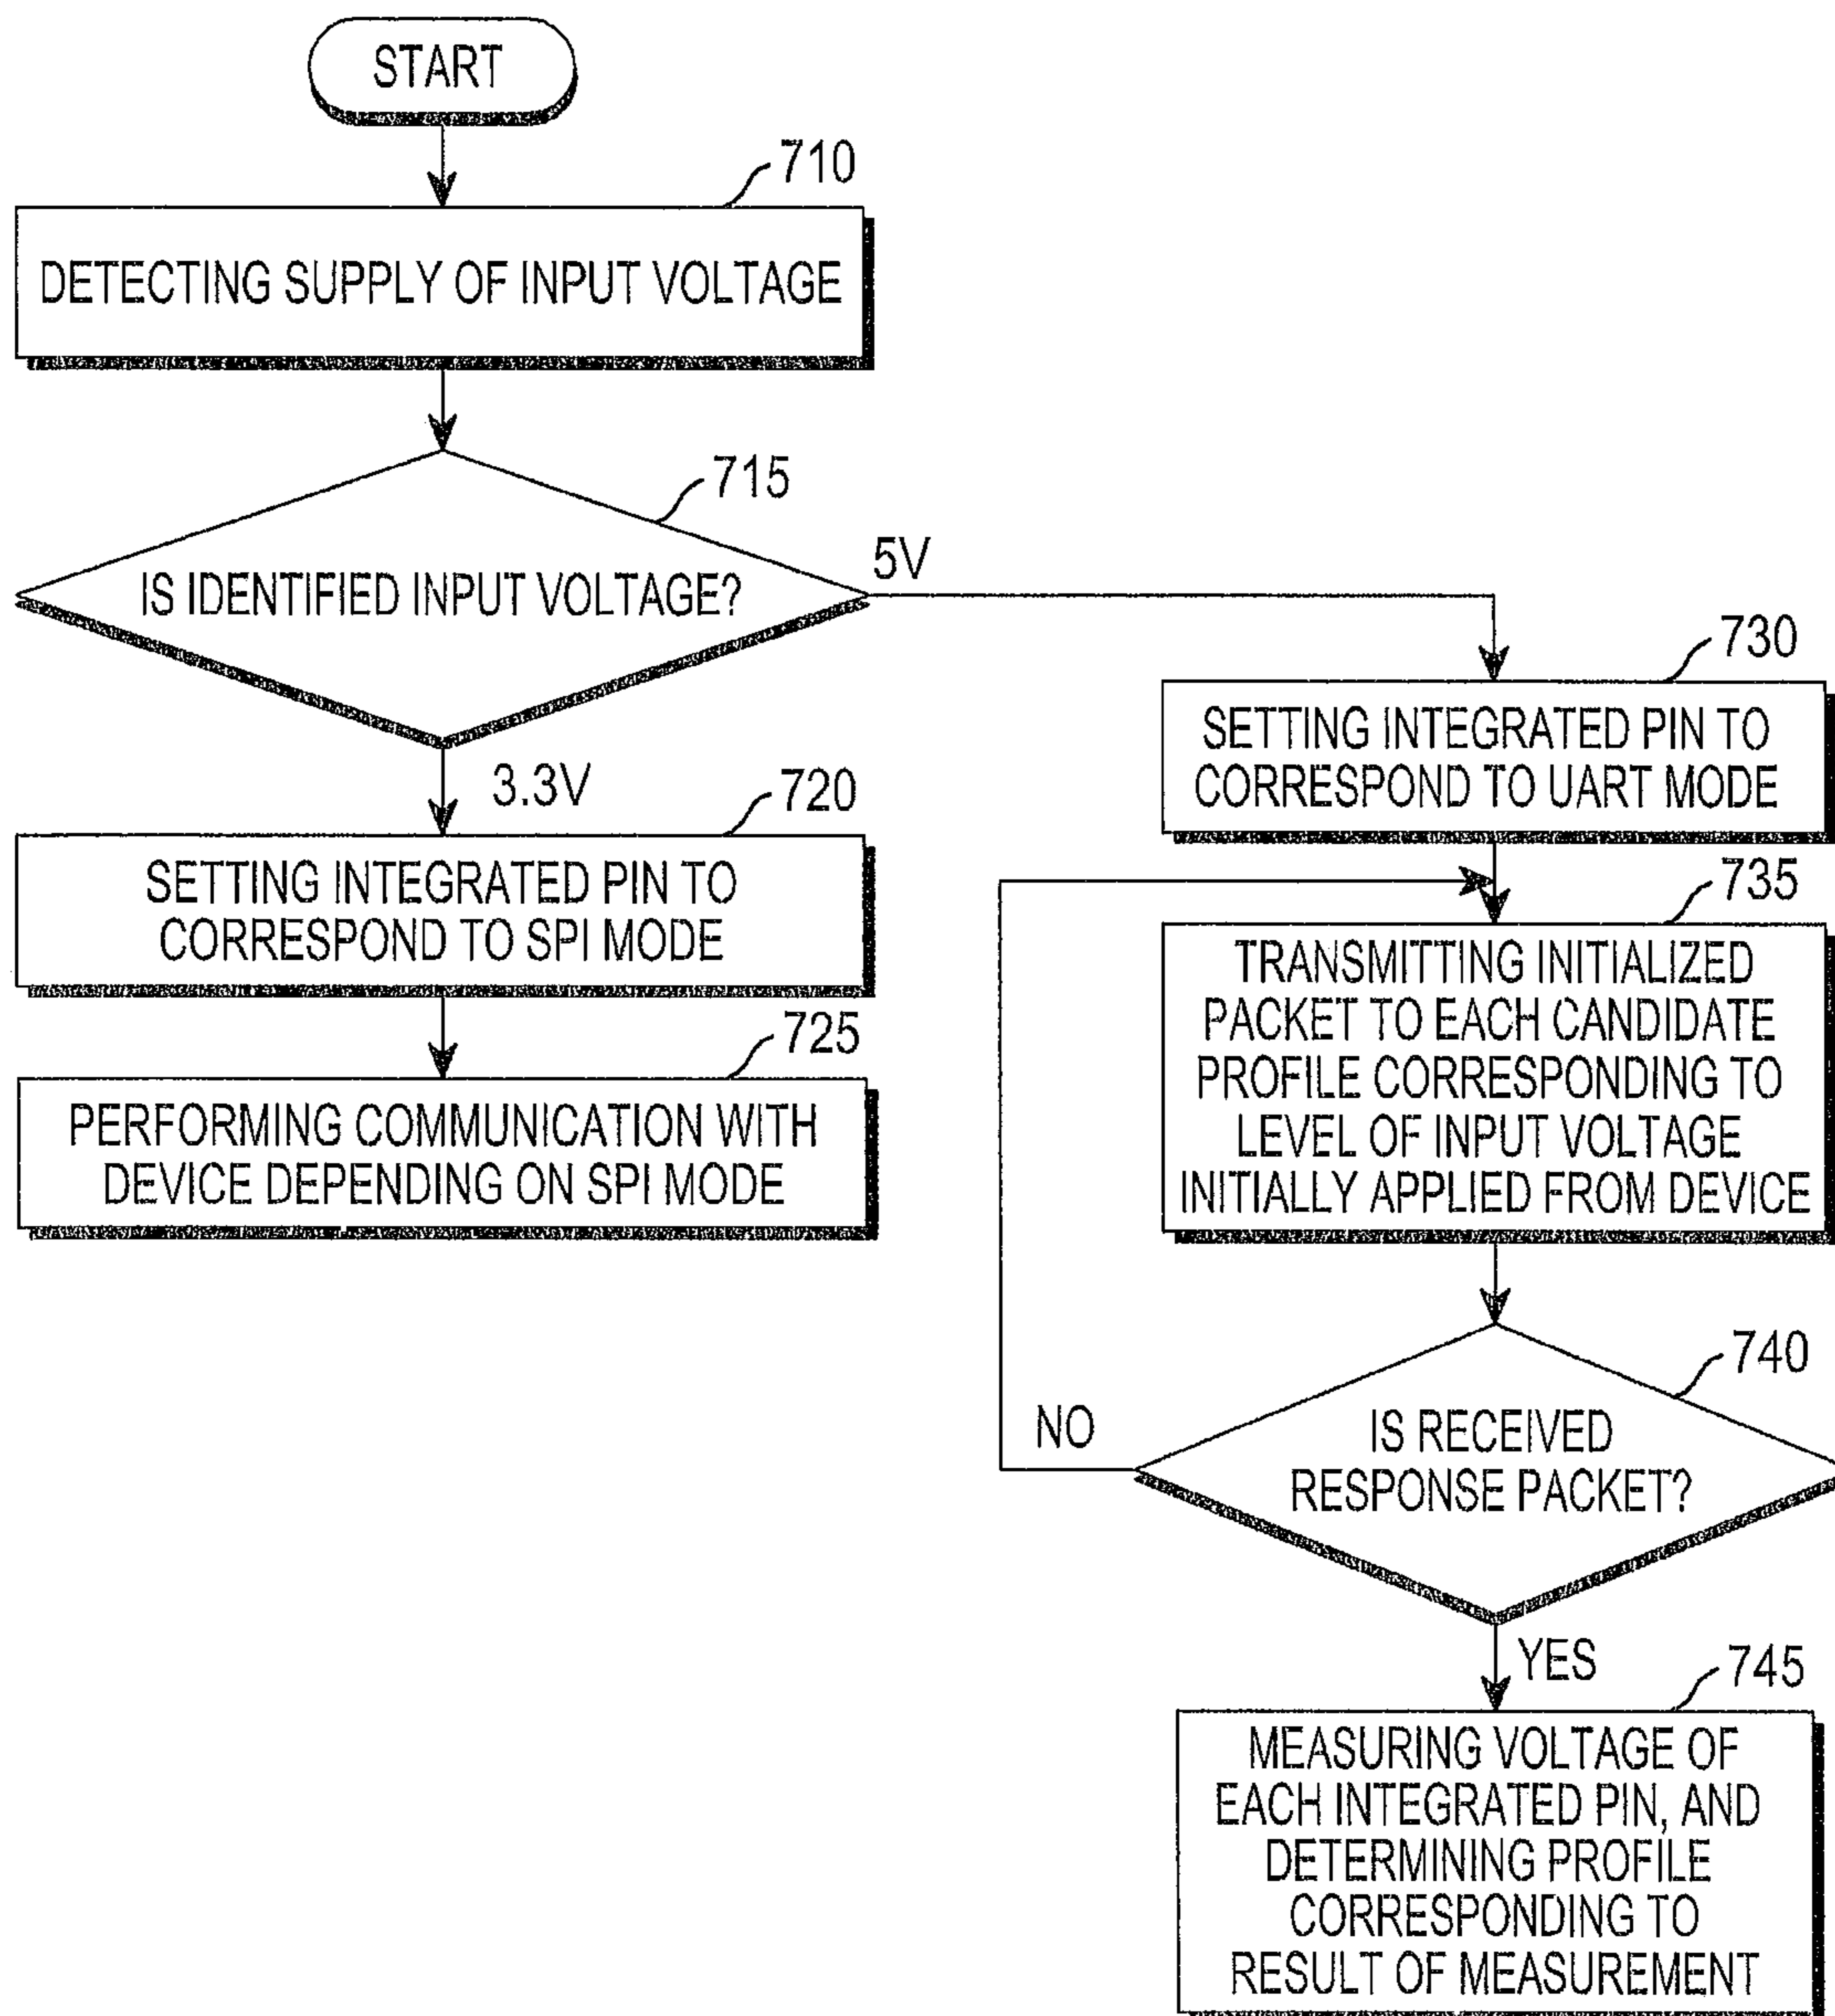 START
710
DETECTING SUPPLY OF INPUT VOLTAGE
715
IS IDENTIFIED INPUT VOLTAGE?
5V
3.3V
720
SETTING INTEGRATED PIN TO
CORRESPOND TO SPI MODE
725
PERFORMING COMMUNICATION WITH
DEVICE DEPENDING ON SPI MODE
730
SETTING INTEGRATED PIN TO
CORRESPOND TO UART MODE
735
TRANSMITTING INITIALIZED
PACKET TO EACH CANDIDATE
PROFILE CORRESPONDING TO
LEVEL OF INPUT VOLTAGE
INITIALLY APPLIED FROM DEVICE
740
NO
IS RECEIVED
RESPONSE PACKET?
YES
745
MEASURING VOLTAGE OF
EACH INTEGRATED PIN, AND
DETERMINING PROFILE
CORRESPONDING TO
RESULT OF MEASUREMENT